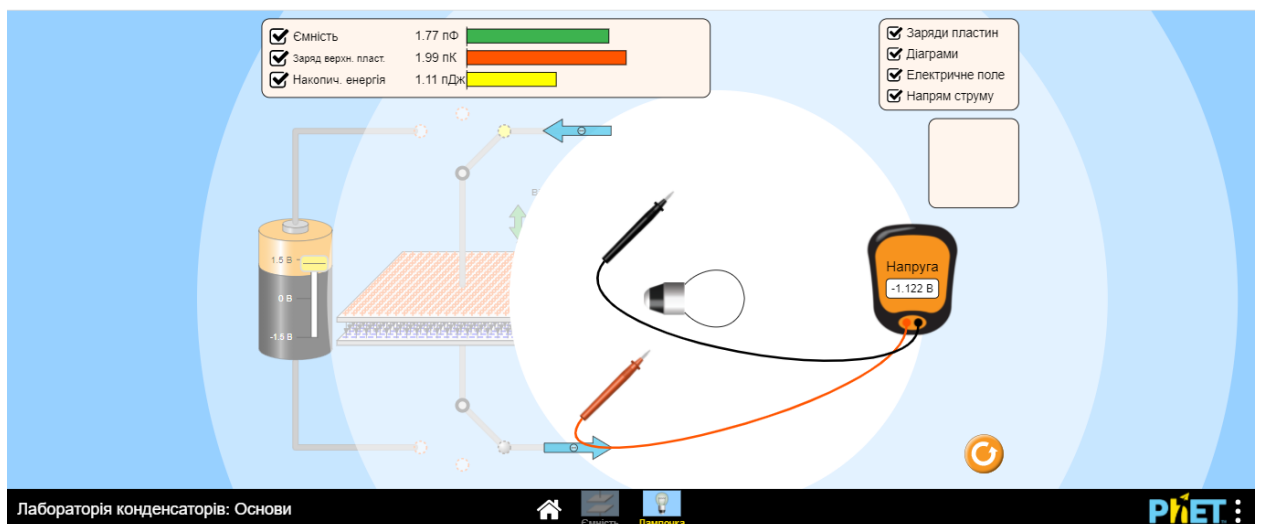 Ємність 1.77 пФ
Заряд верхн. пласт. 1.99 пК
Накопич. енергія 1.11 пДж
Заряди пластин
Діаграми
Електричне поле
Напрям струму
В
1.5 В
0 В
-1.5 В
Напруга
-1.122 В
Лабораторія конденсаторів: Основи
Ємність
Лампочка
PhET